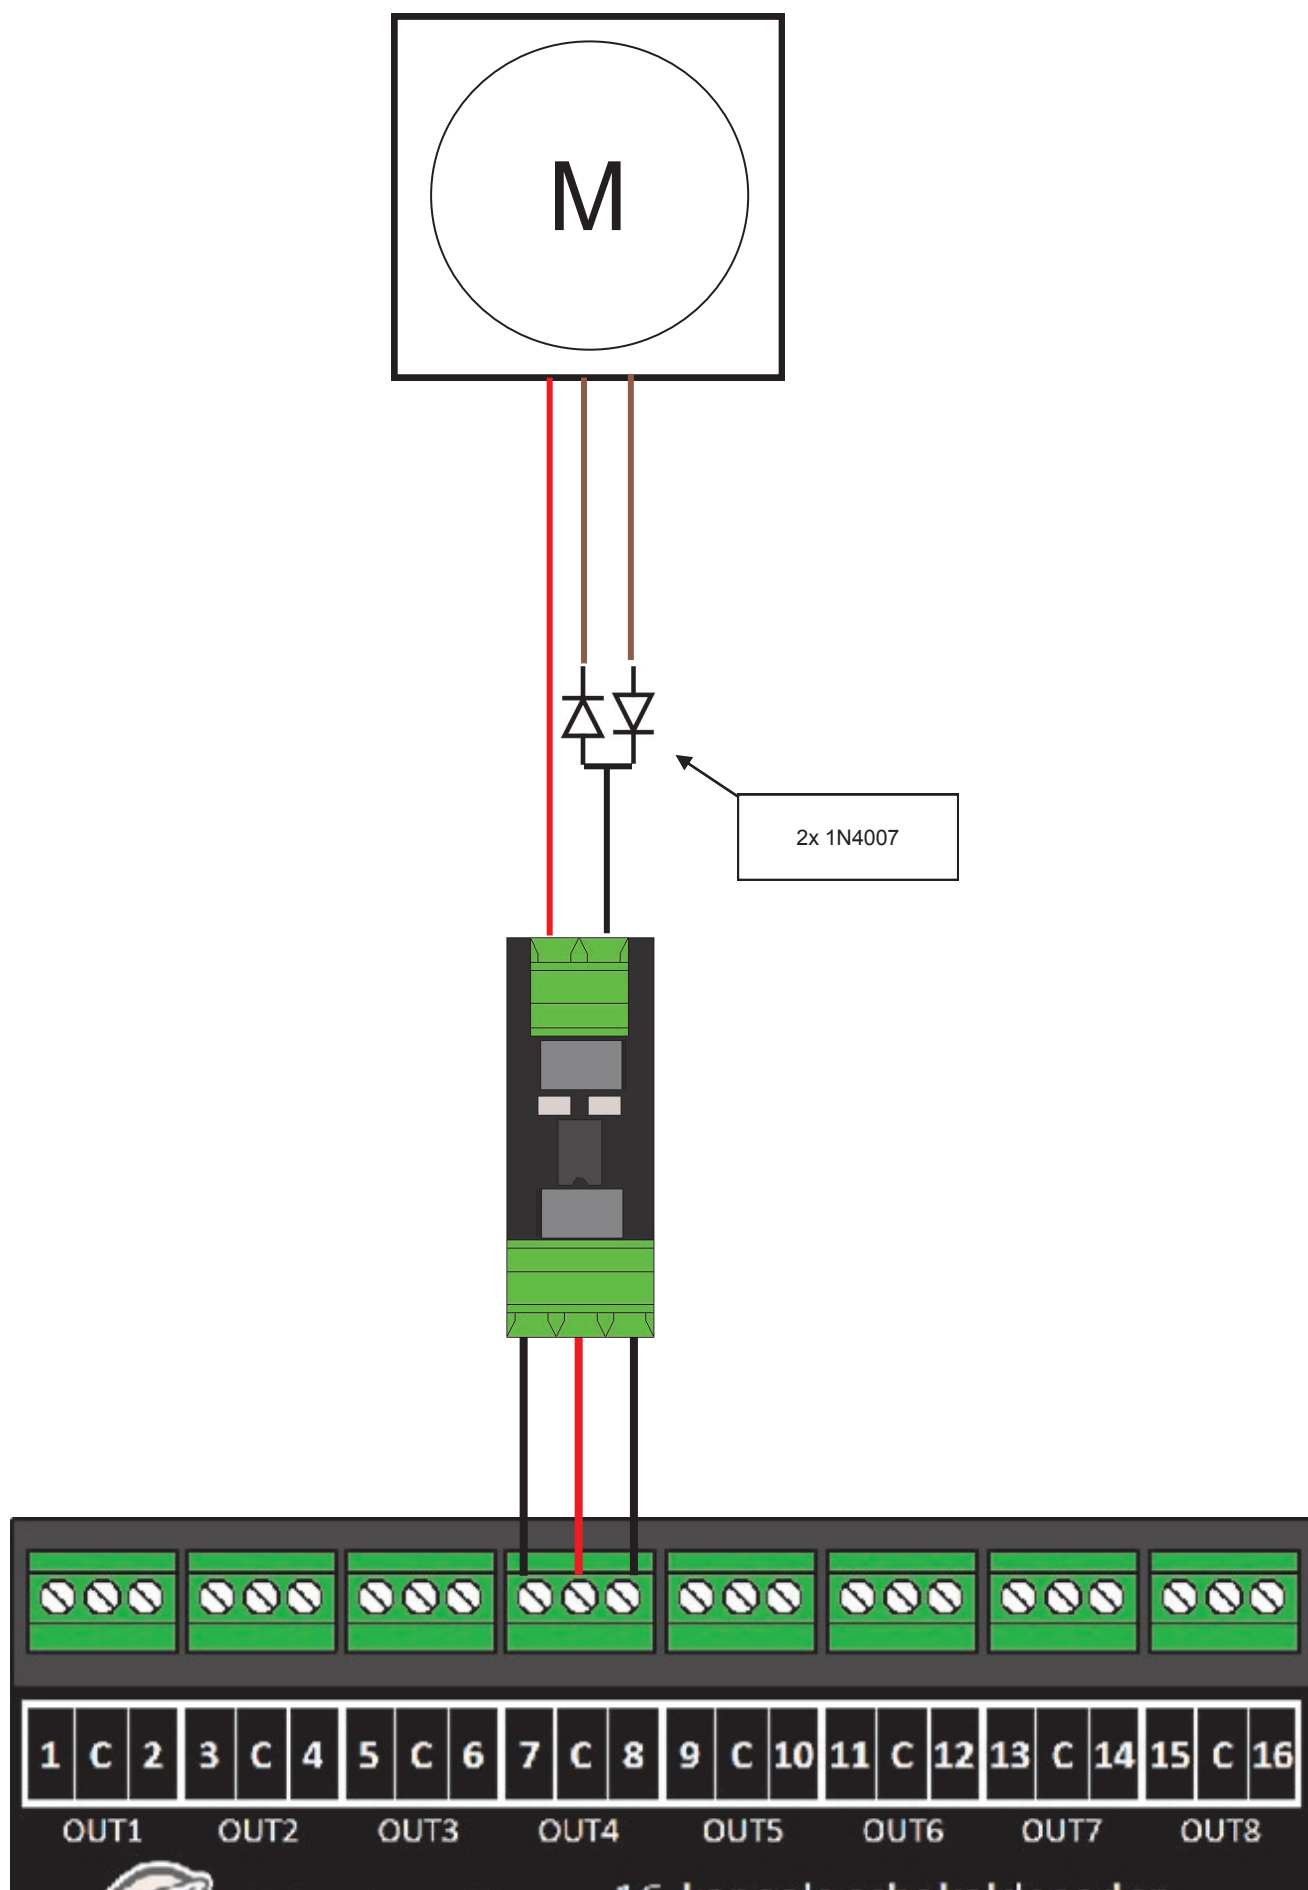 M
2x 1N4007
1 C 2 3 C 4 5 C 6 7 C 8 9 C 10 11 C 12 13 C 14 15 C 16
OUT1 OUT2 OUT3 OUT4 OUT5 OUT6 OUT7 OUT8